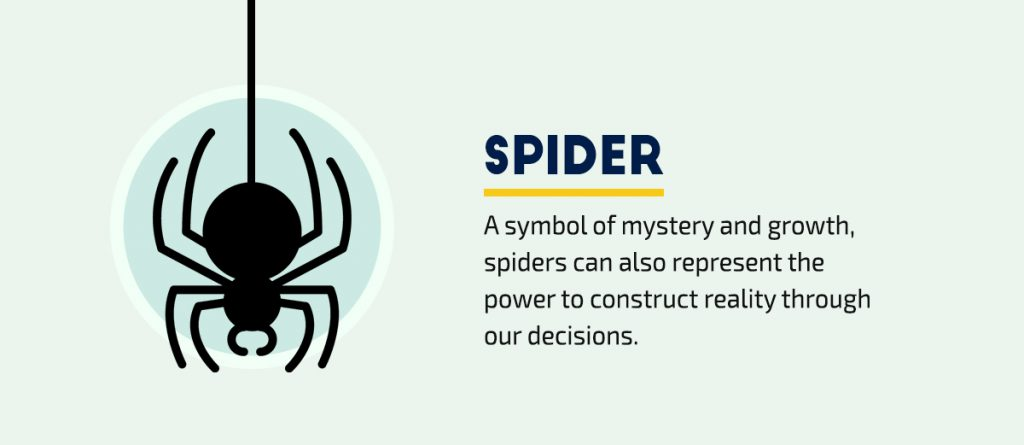 SPIDER
A symbol of mystery and growth,
spiders can also represent the
power to construct reality through
our decisions.